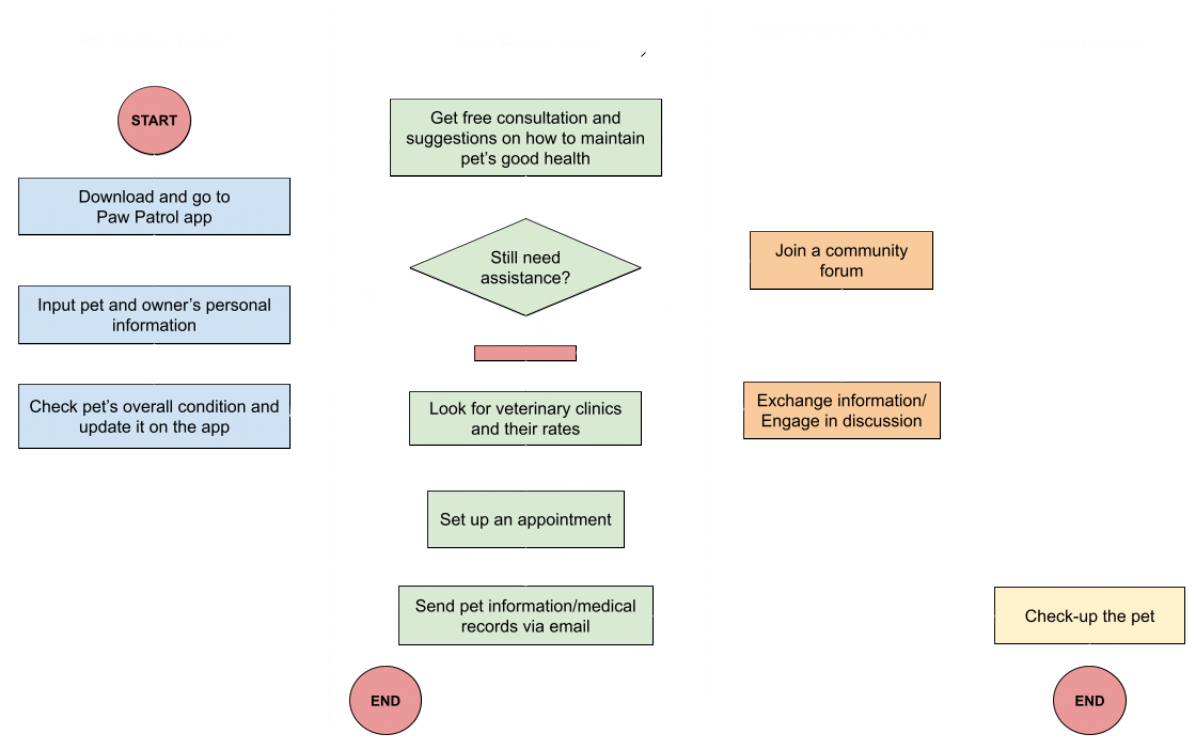 START
Download and go to
Paw Patrol app
Input pet and owner's personal
information
Check pet's overall condition and
update it on the app
Get free consultation and
suggestions on how to maintain
pet's good health
Still need
assistance?
Look for veterinary clinics
and their rates
Set up an appointment
Send pet information/medical
records via email
END
Join a community
forum
Exchange information/
Engage in discussion
Check-up the pet
END